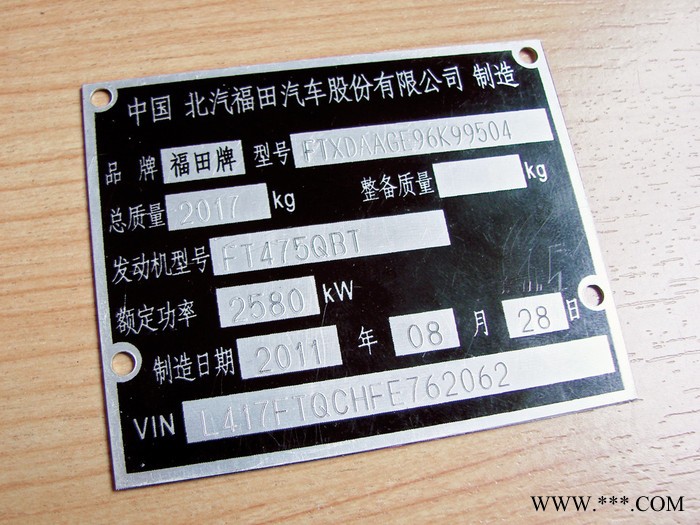 中国 北汽福田汽车股份有限公司 制造
品 牌 福田牌 型号 FTXDAAGE96K99504
总质量 2017 kg 整备质量 kg
发动机型号 FT475QBT
额定功率 2580 kW
制造日期 2011 年 08 月 28 日
VIN L417FTQCHFE762062
WWW.***.COM